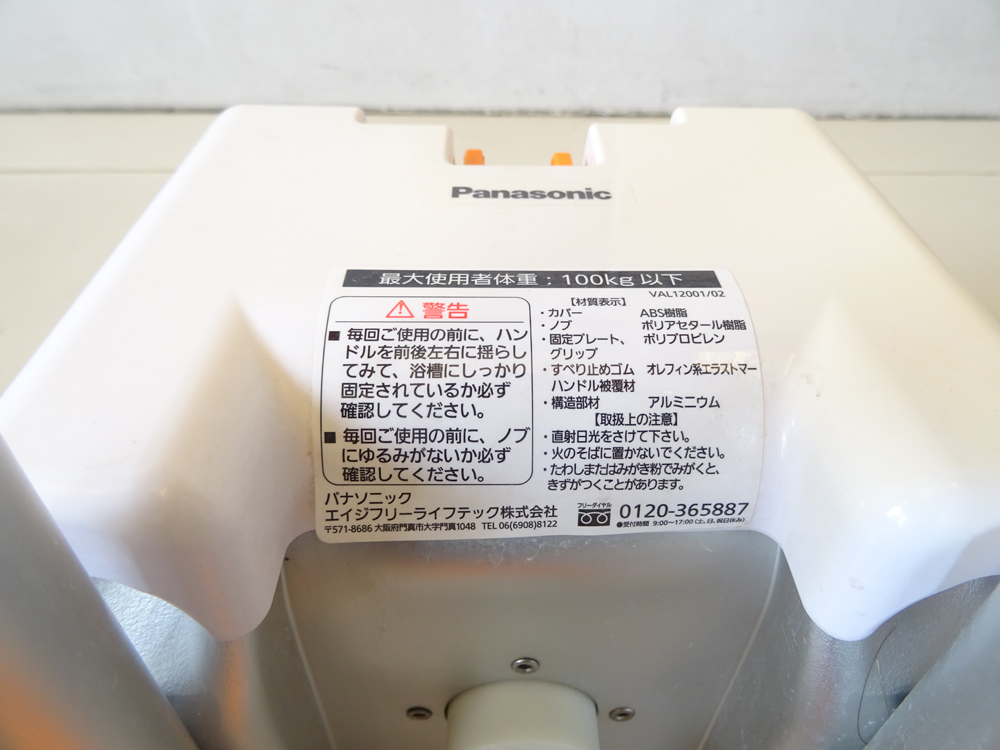 Panasonic
最大使用者体重：100kg 以下
VAL12001/02
⚠ 警告
■ 毎回ご使用の前に、ハン
ドルを前後左右に揺らし
てみて、浴槽にしっかり
固定されているか必ず
確認してください。
■ 毎回ご使用の前に、ノブ
にゆるみがないか必ず
確認してください。
【材質表示】
・カバー ABS樹脂
・ノブ ポリアセタール樹脂
・固定プレート、 ポリプロピレン
グリップ
・すべり止めゴム オレフィン系エラストマー
ハンドル被覆材
・構造部材 アルミニウム
【取扱上の注意】
・直射日光をさけて下さい。
・火のそばに置かないでください。
・たわしまたはみがき粉でみがくと、
きずがつくことがあります。
パナソニック
エイジフリーライフテック株式会社
〒571-8686 大阪府門真市大字門真1048 TEL 06(6908)8122
フリーダイヤル
0120-365887
●受付時間 9:00〜17:00 (土、日、祝日休み)